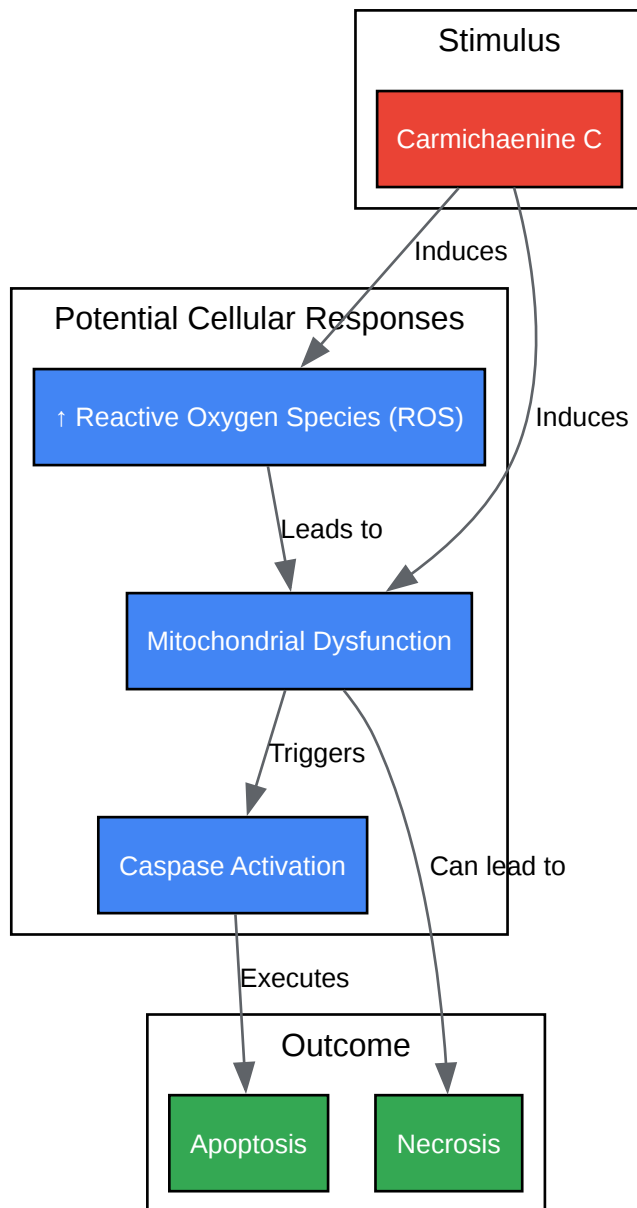 Stimulus
Carmichaenine C
Induces
Potential Cellular Responses
↑ Reactive Oxygen Species (ROS)
Induces
Leads to
Mitochondrial Dysfunction
Triggers
Caspase Activation
Can lead to
Executes
Outcome
Apoptosis
Necrosis